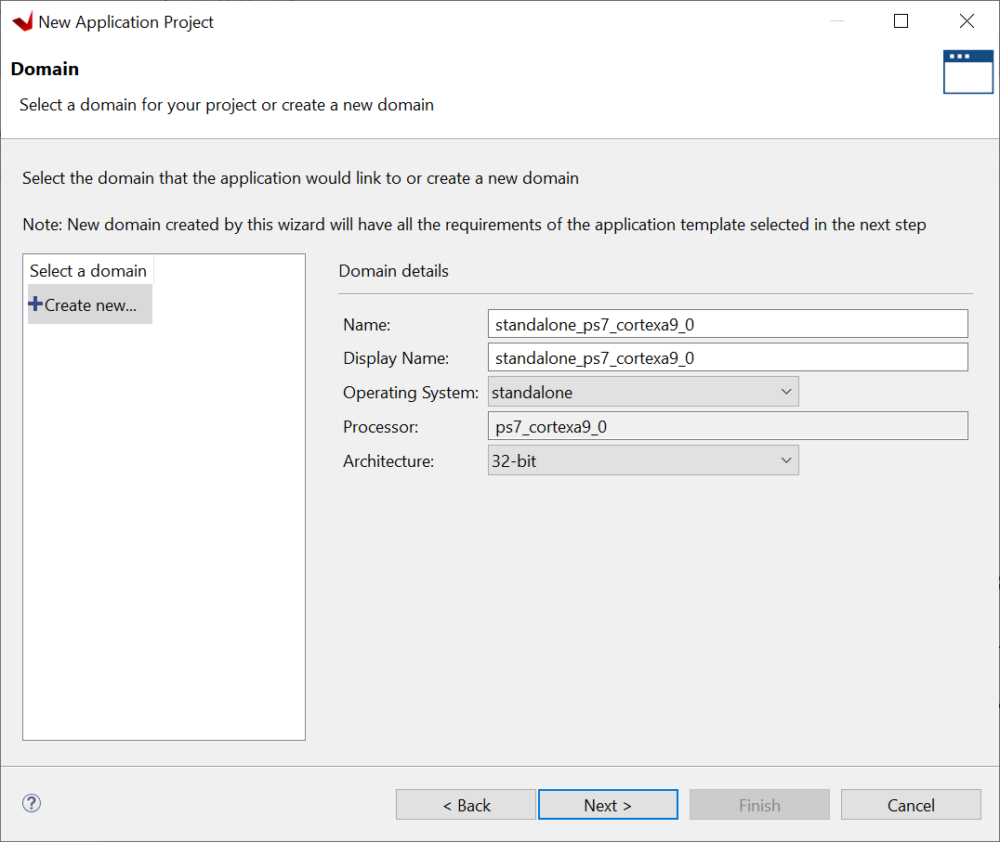 New Application Project
Domain
Select a domain for your project or create a new domain
Select the domain that the application would link to or create a new domain
Note: New domain created by this wizard will have all the requirements of the application template selected in the next step
Select a domain
Create new...
Domain details
Name: standalone_ps7_cortexa9_0
Display Name: standalone_ps7_cortexa9_0
Operating System: standalone
Processor: ps7_cortexa9_0
Architecture: 32-bit
?
< Back
Next >
Finish
Cancel